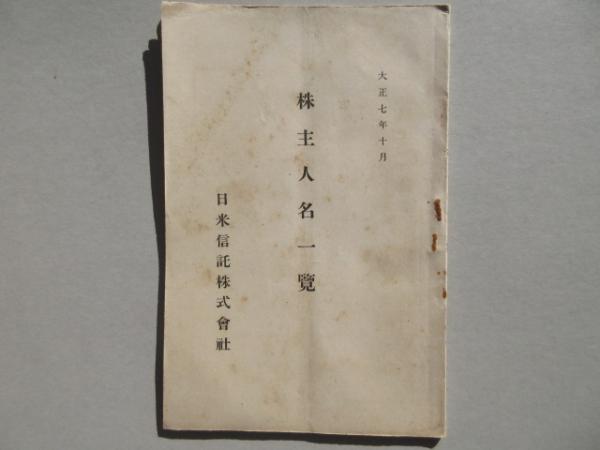 大正七年十月
株主人名一覽
日米信託株式會社